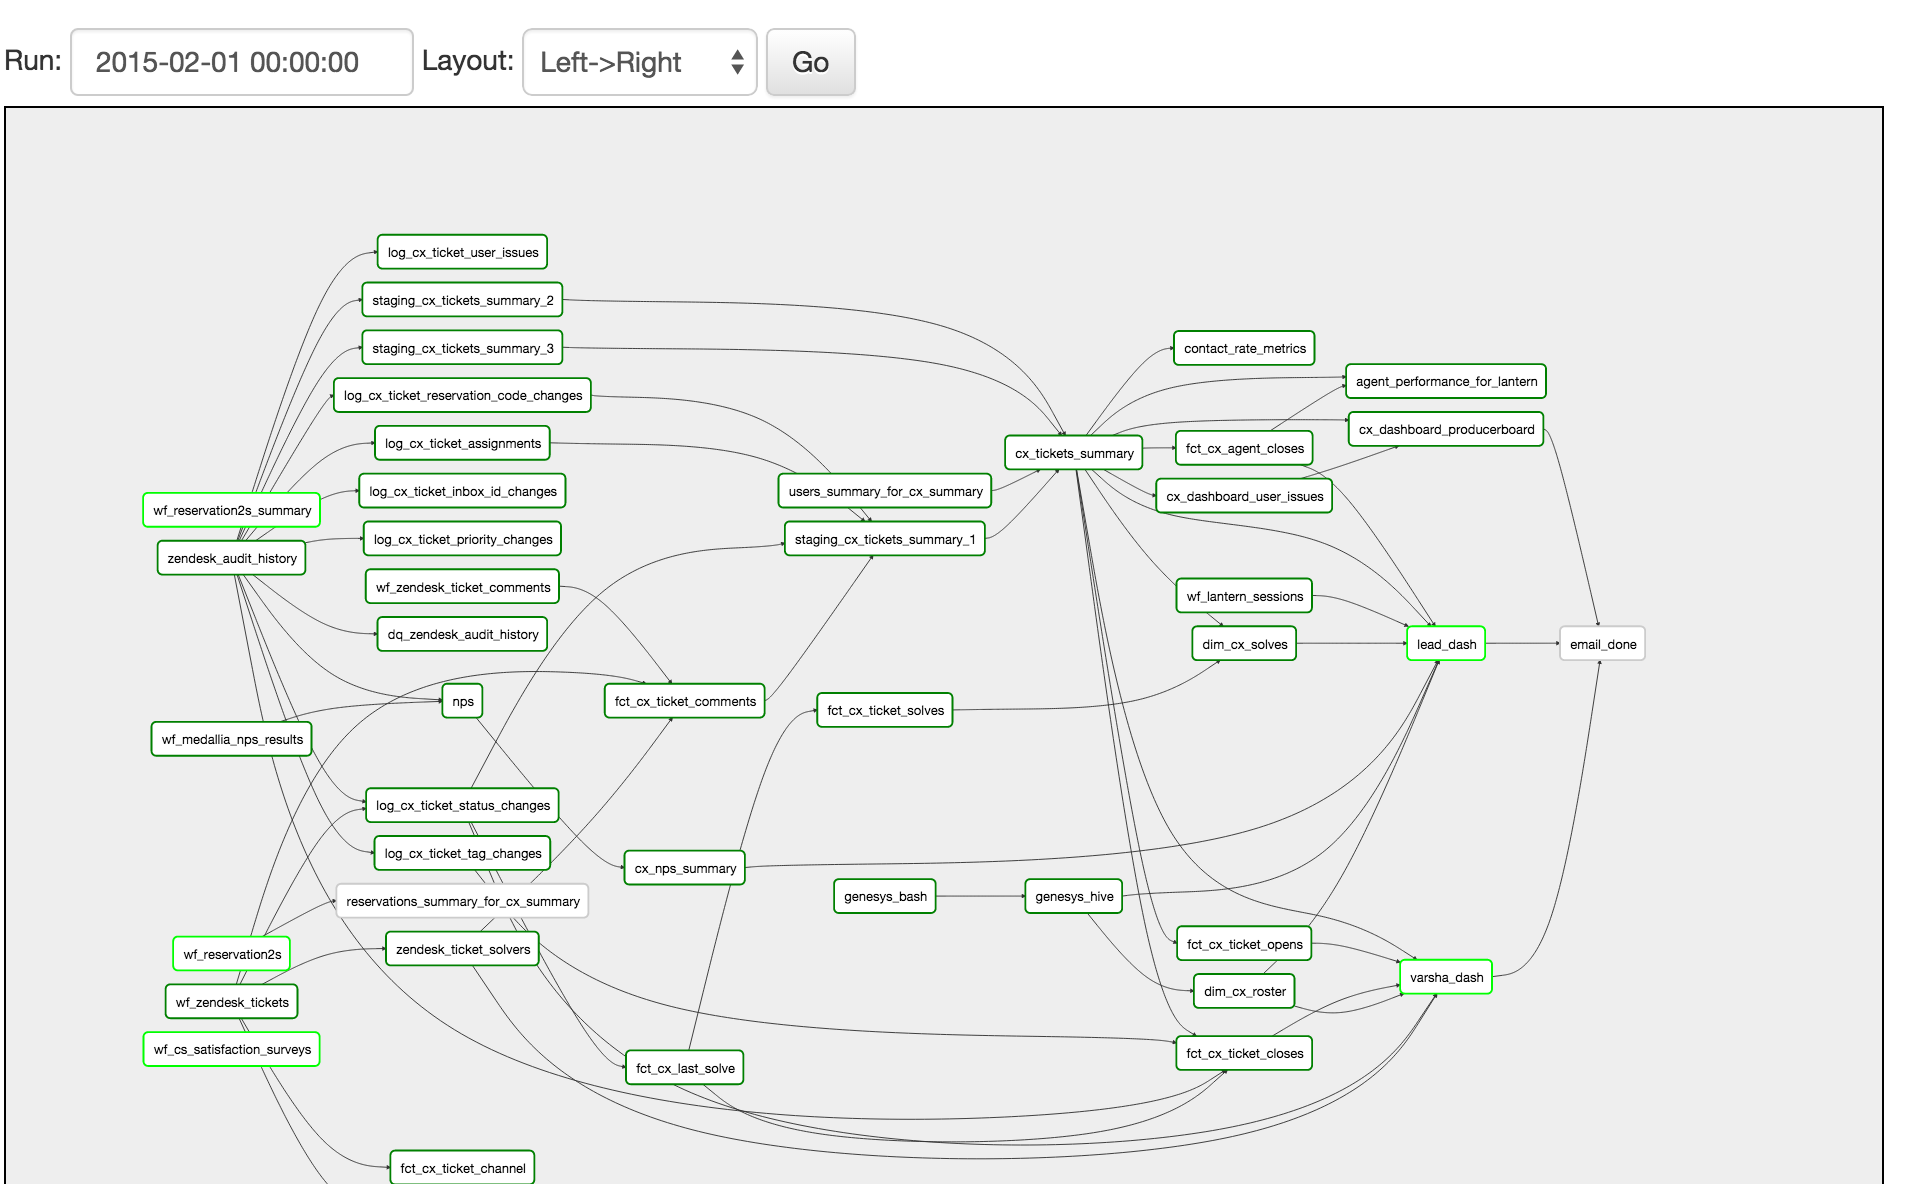 Run: 2015-02-01 00:00:00 Layout: Left->Right Go
log_cx_ticket_user_issues
staging_cx_tickets_summary_2
staging_cx_tickets_summary_3
contact_rate_metrics
agent_performance_for_lantern
log_cx_ticket_reservation_code_changes
cx_dashboard_producerboard
log_cx_ticket_assignments
fct_cx_agent_closes
cx_tickets_summary
log_cx_ticket_inbox_id_changes
users_summary_for_cx_summary
cx_dashboard_user_issues
wf_reservation2s_summary
log_cx_ticket_priority_changes
staging_cx_tickets_summary_1
zendesk_audit_history
wf_zendesk_ticket_comments
wf_lantern_sessions
dq_zendesk_audit_history
dim_cx_solves
lead_dash
email_done
nps
fct_cx_ticket_comments
fct_cx_ticket_solves
wf_medallia_nps_results
log_cx_ticket_status_changes
log_cx_ticket_tag_changes
cx_nps_summary
genesys_bash
genesys_hive
reservations_summary_for_cx_summary
fct_cx_ticket_opens
zendesk_ticket_solvers
wf_reservation2s
varsha_dash
dim_cx_roster
wf_zendesk_tickets
wf_cs_satisfaction_surveys
fct_cx_ticket_closes
fct_cx_last_solve
fct_cx_ticket_channel